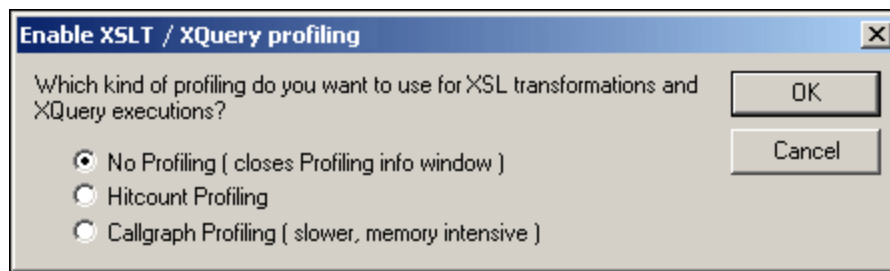 Enable XSLT / XQuery profiling
Which kind of profiling do you want to use for XSL transformations and
XQuery executions?
OK
Cancel
No Profiling ( closes Profiling info window )
Hitcount Profiling
Callgraph Profiling ( slower, memory intensive )